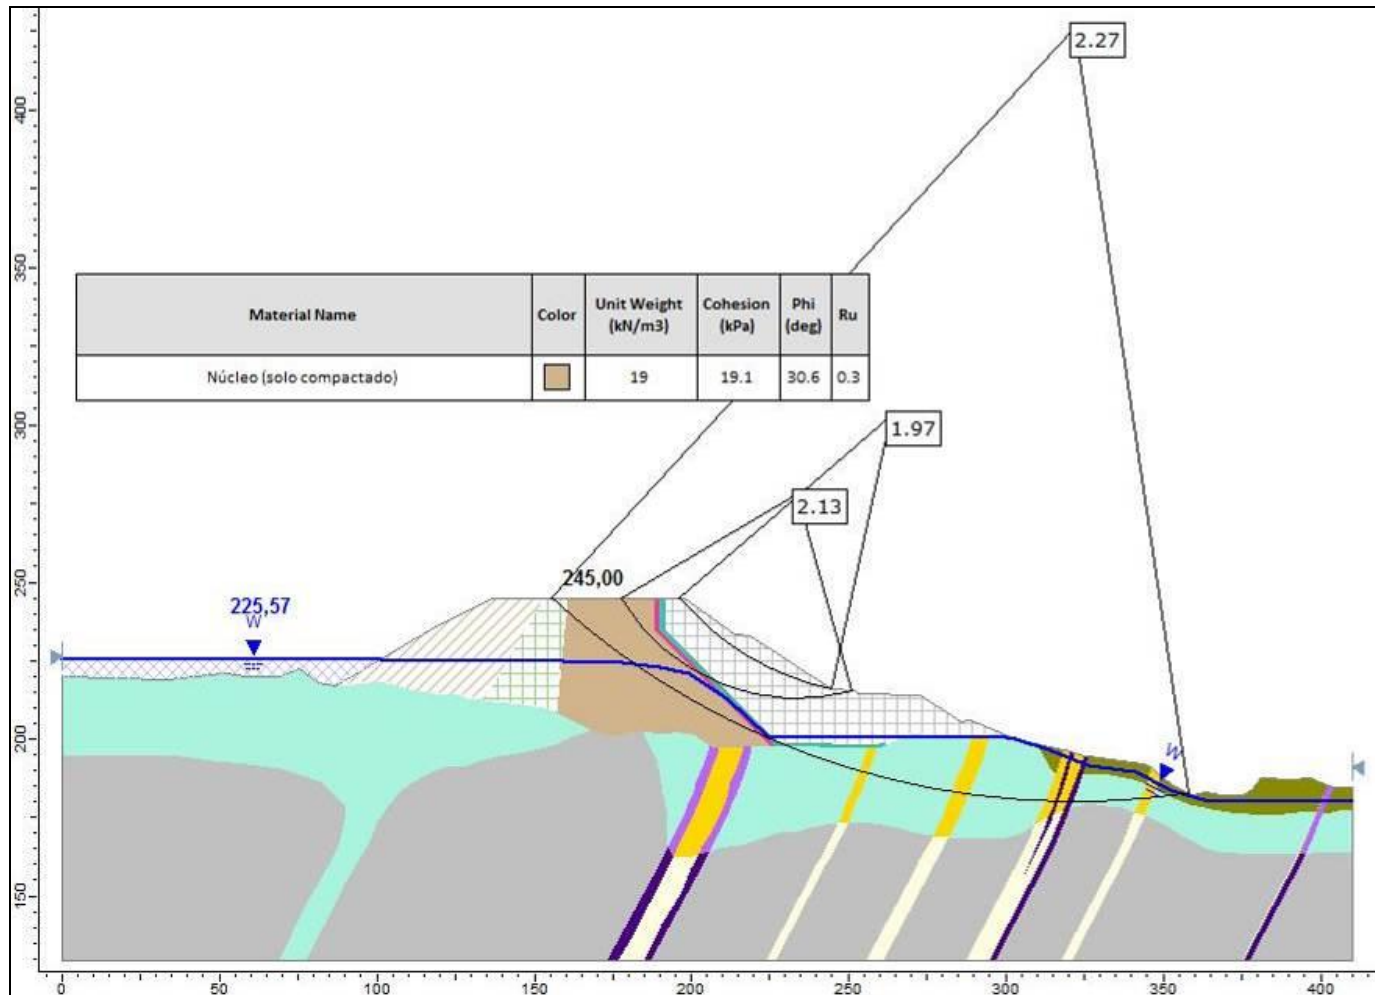 2.27
400
350
Material Name Color Unit Weight (kN/m3) Cohesion (kPa) Phi (deg) Ru
Núcleo (solo compactado) 19 19.1 30.6 0.3
300
1.97
2.13
250
245,00
225,57
W
200
W
150
0 50 100 150 200 250 300 350 400